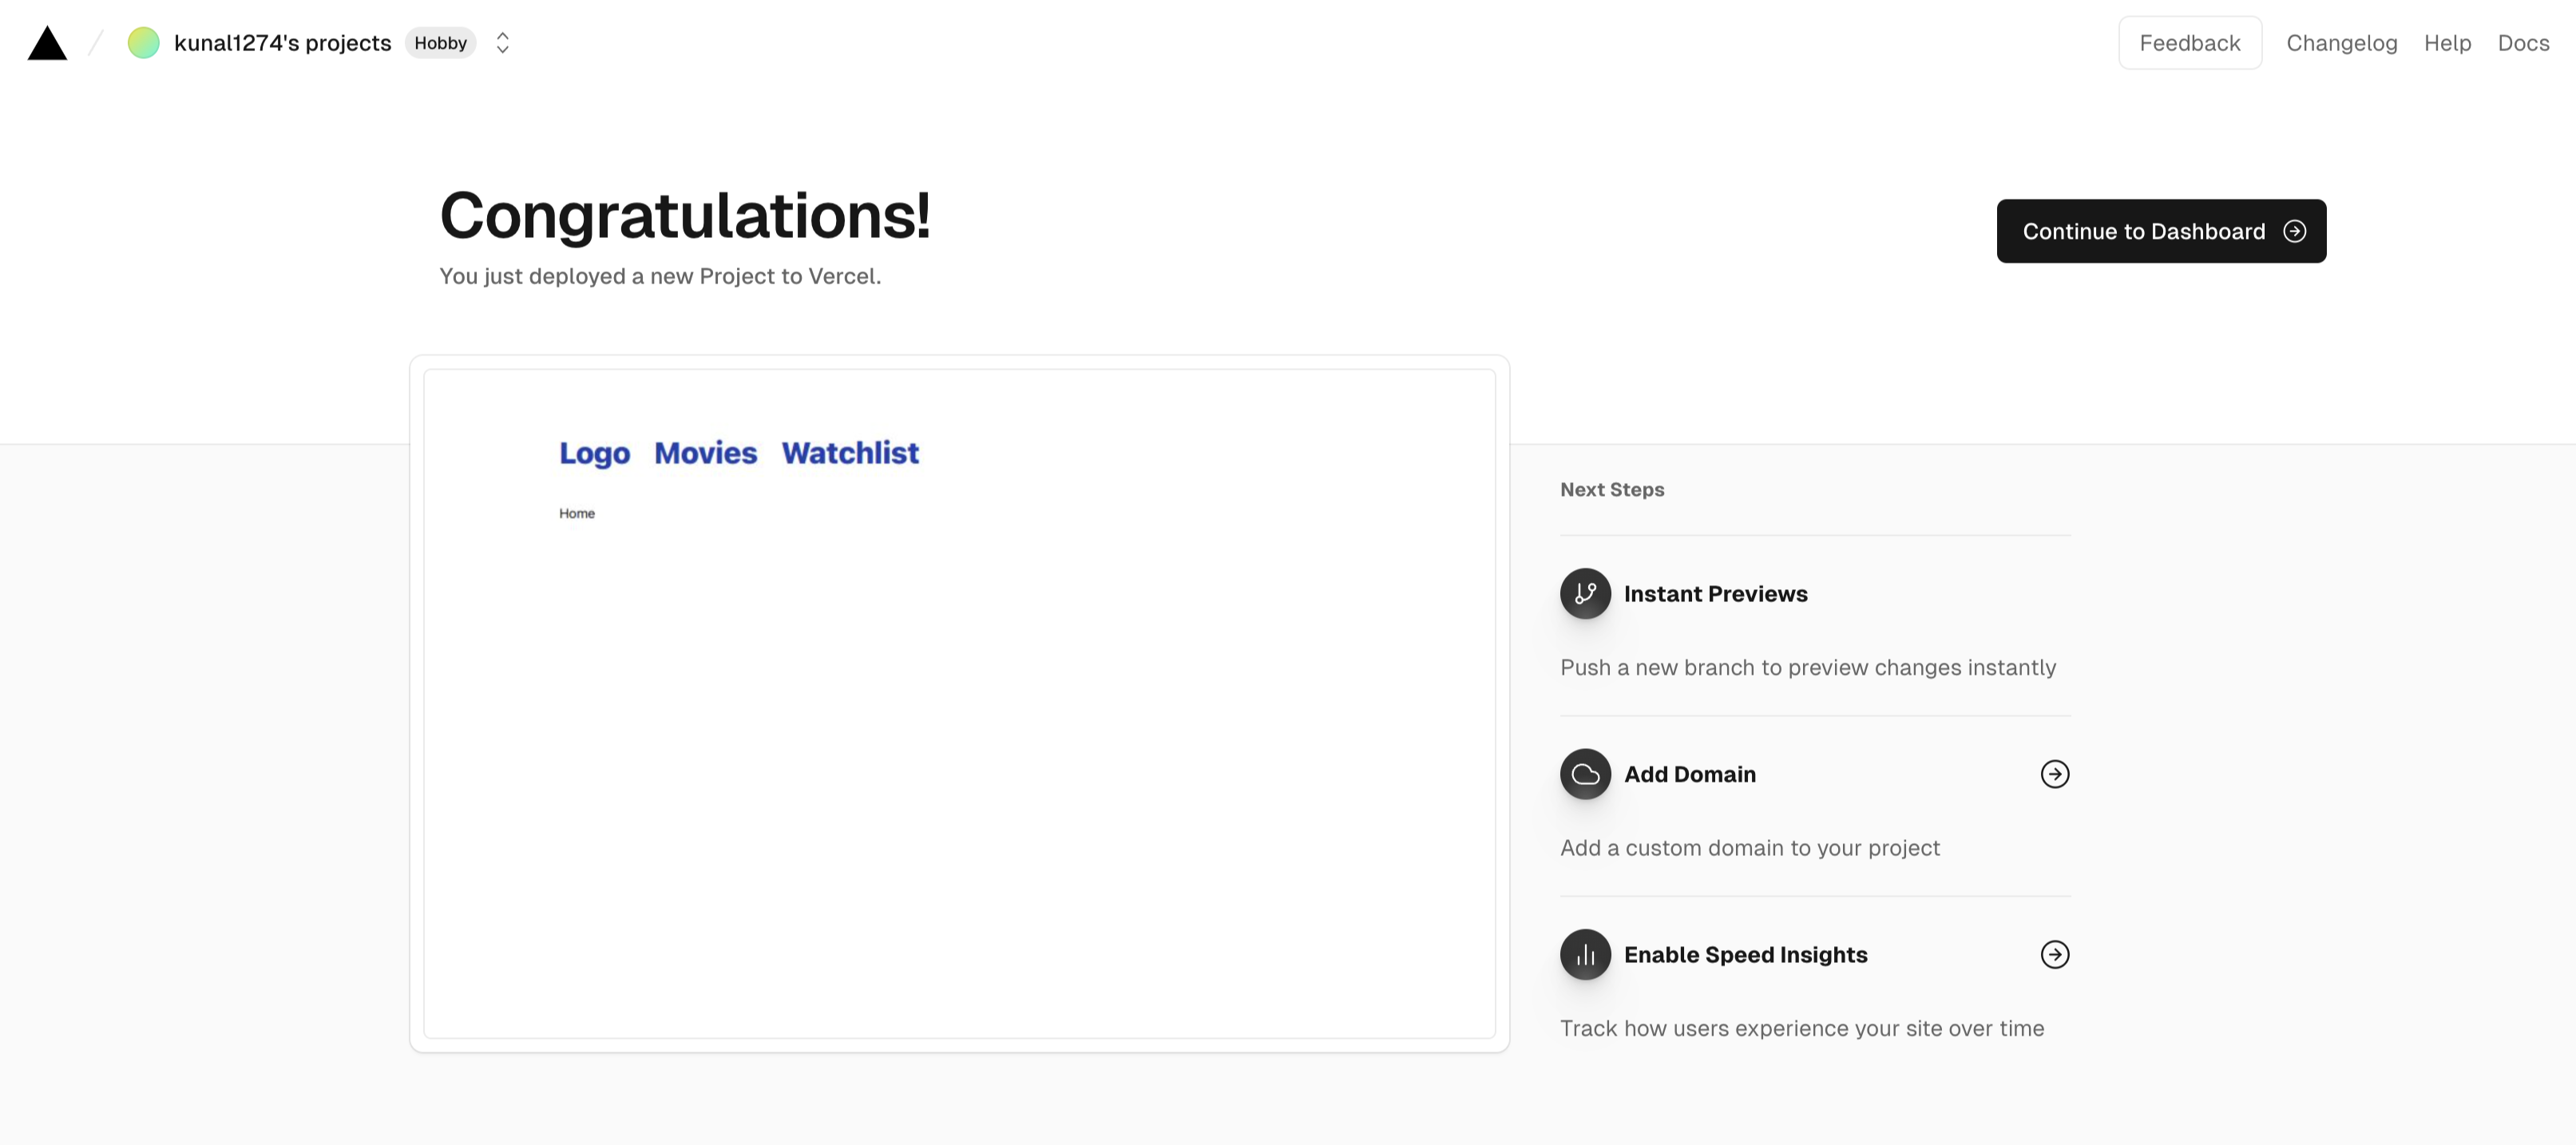 kunal1274's projects Hobby
Feedback Changelog Help Docs
Congratulations!
You just deployed a new Project to Vercel.
Continue to Dashboard
Logo Movies Watchlist
Home
Next Steps
Instant Previews
Push a new branch to preview changes instantly
Add Domain
Add a custom domain to your project
Enable Speed Insights
Track how users experience your site over time